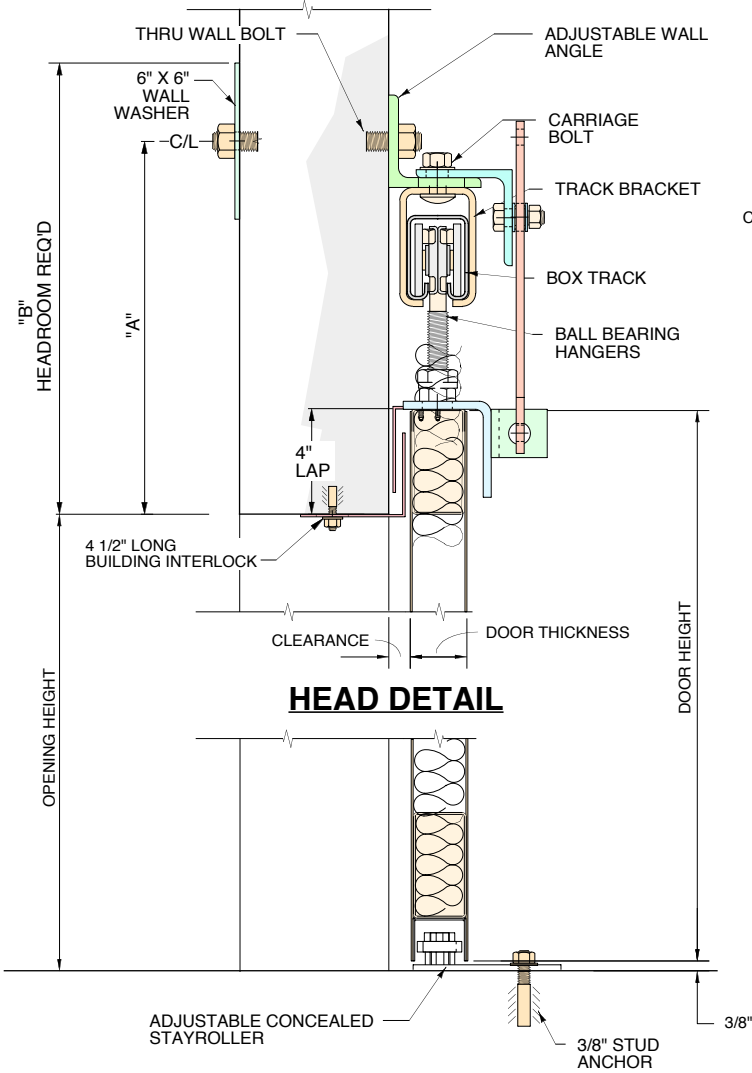 THRU WALL BOLT
ADJUSTABLE WALL
ANGLE
6" X 6"
WALL
WASHER
C/L
CARRIAGE
BOLT
TRACK BRACKET
C
BOX TRACK
"B"
HEADROOM REQ'D
"A"
BALL BEARING
HANGERS
4"
LAP
4 1/2" LONG
BUILDING INTERLOCK
CLEARANCE
DOOR THICKNESS
HEAD DETAIL
OPENING HEIGHT
DOOR HEIGHT
ADJUSTABLE CONCEALED
STAYROLLER
3/8" STUD
ANCHOR
3/8"